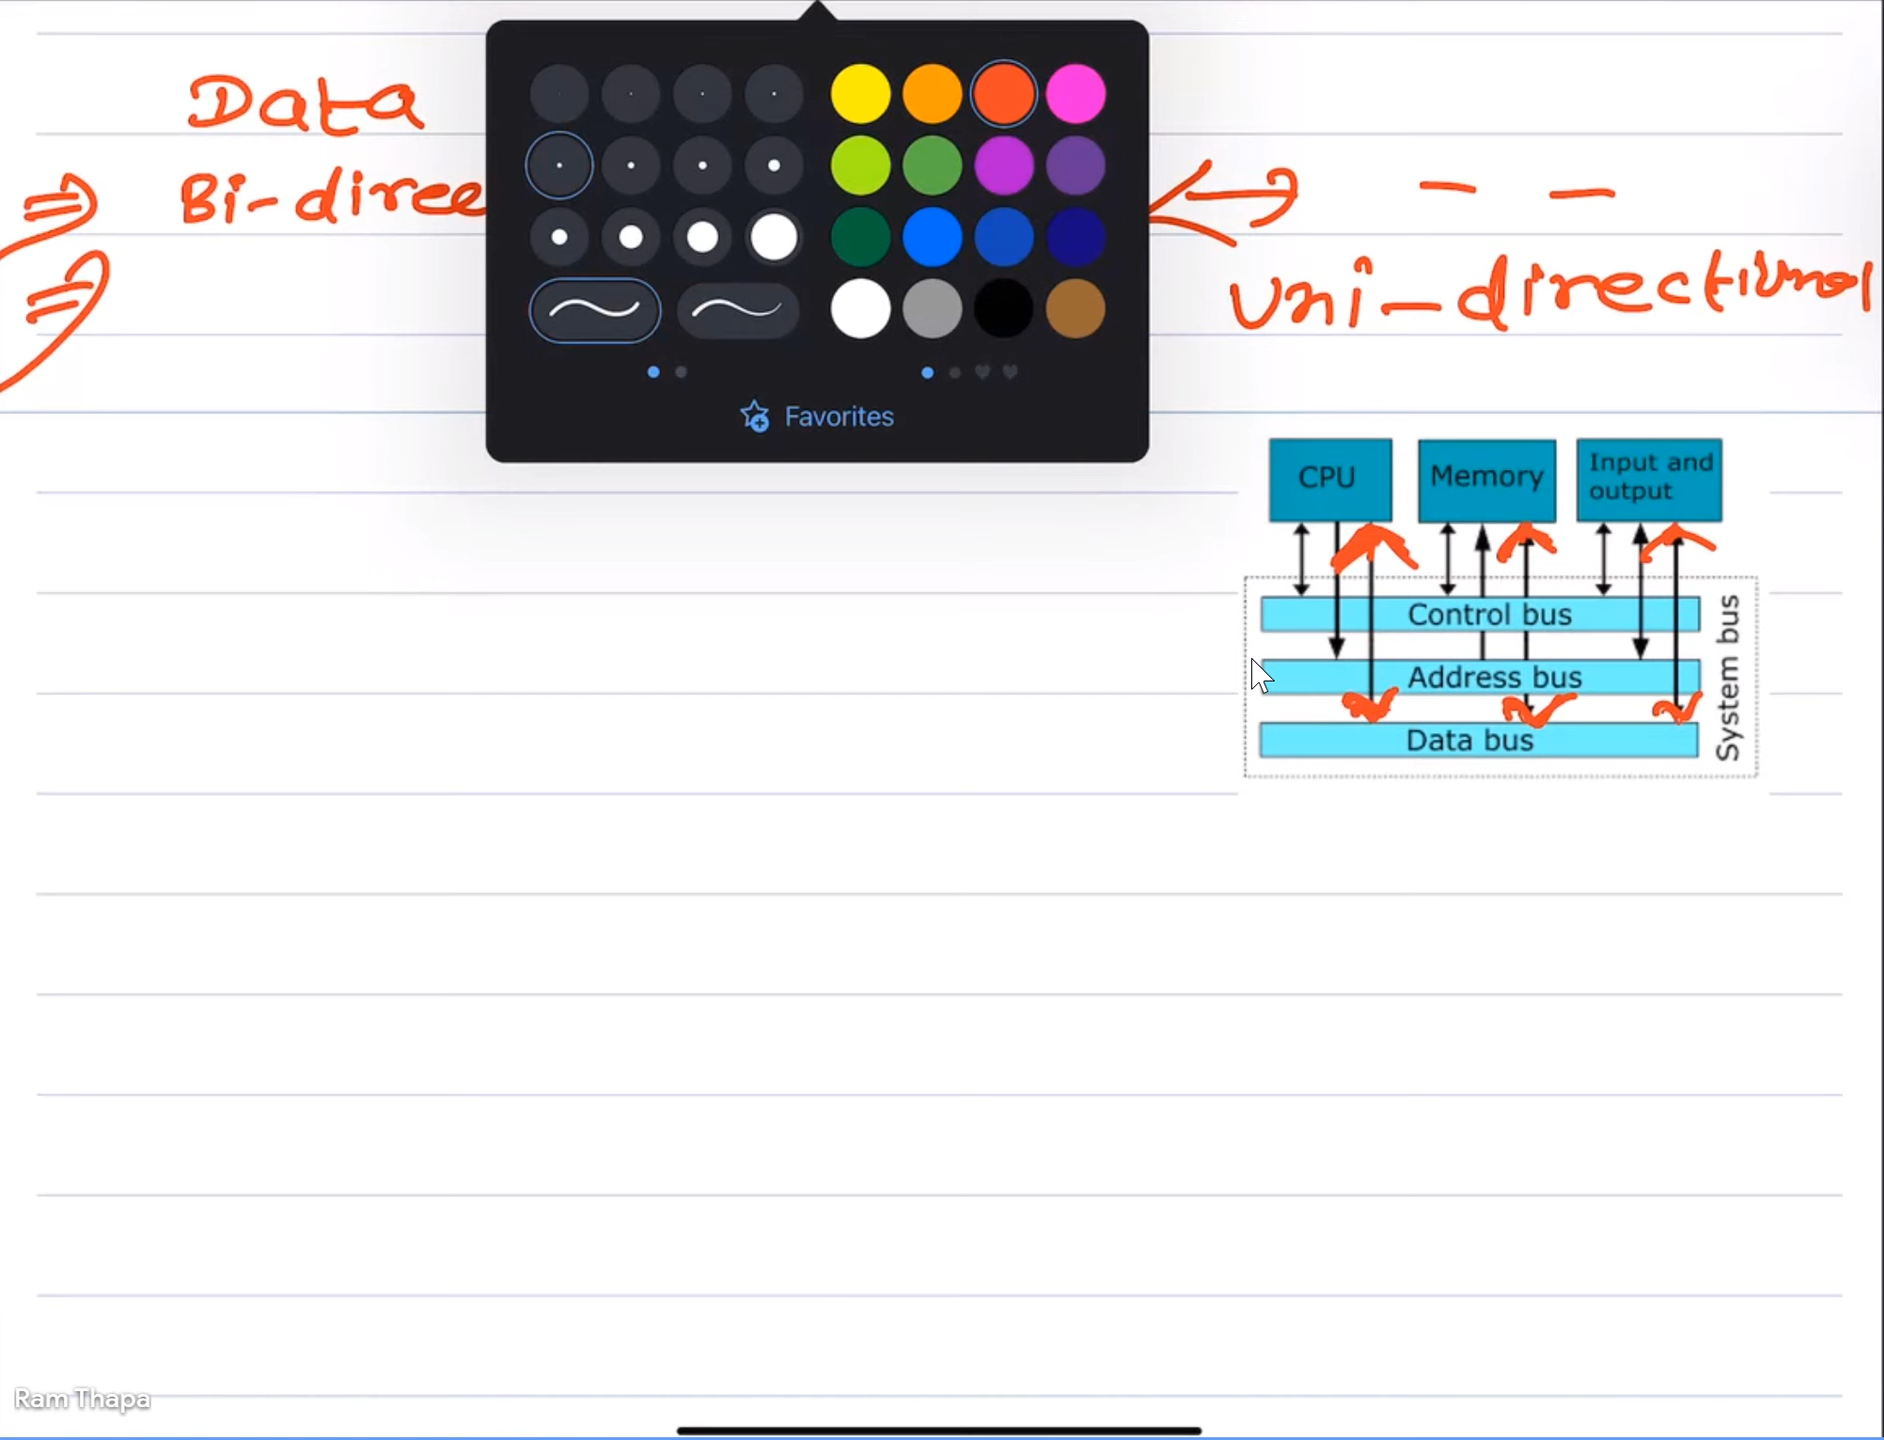 Data
Bi-direc
Uni-directional
Favorites
CPU
Memory
Input and
output
Control bus
Address bus
Data bus
System bus
Ram Thapa